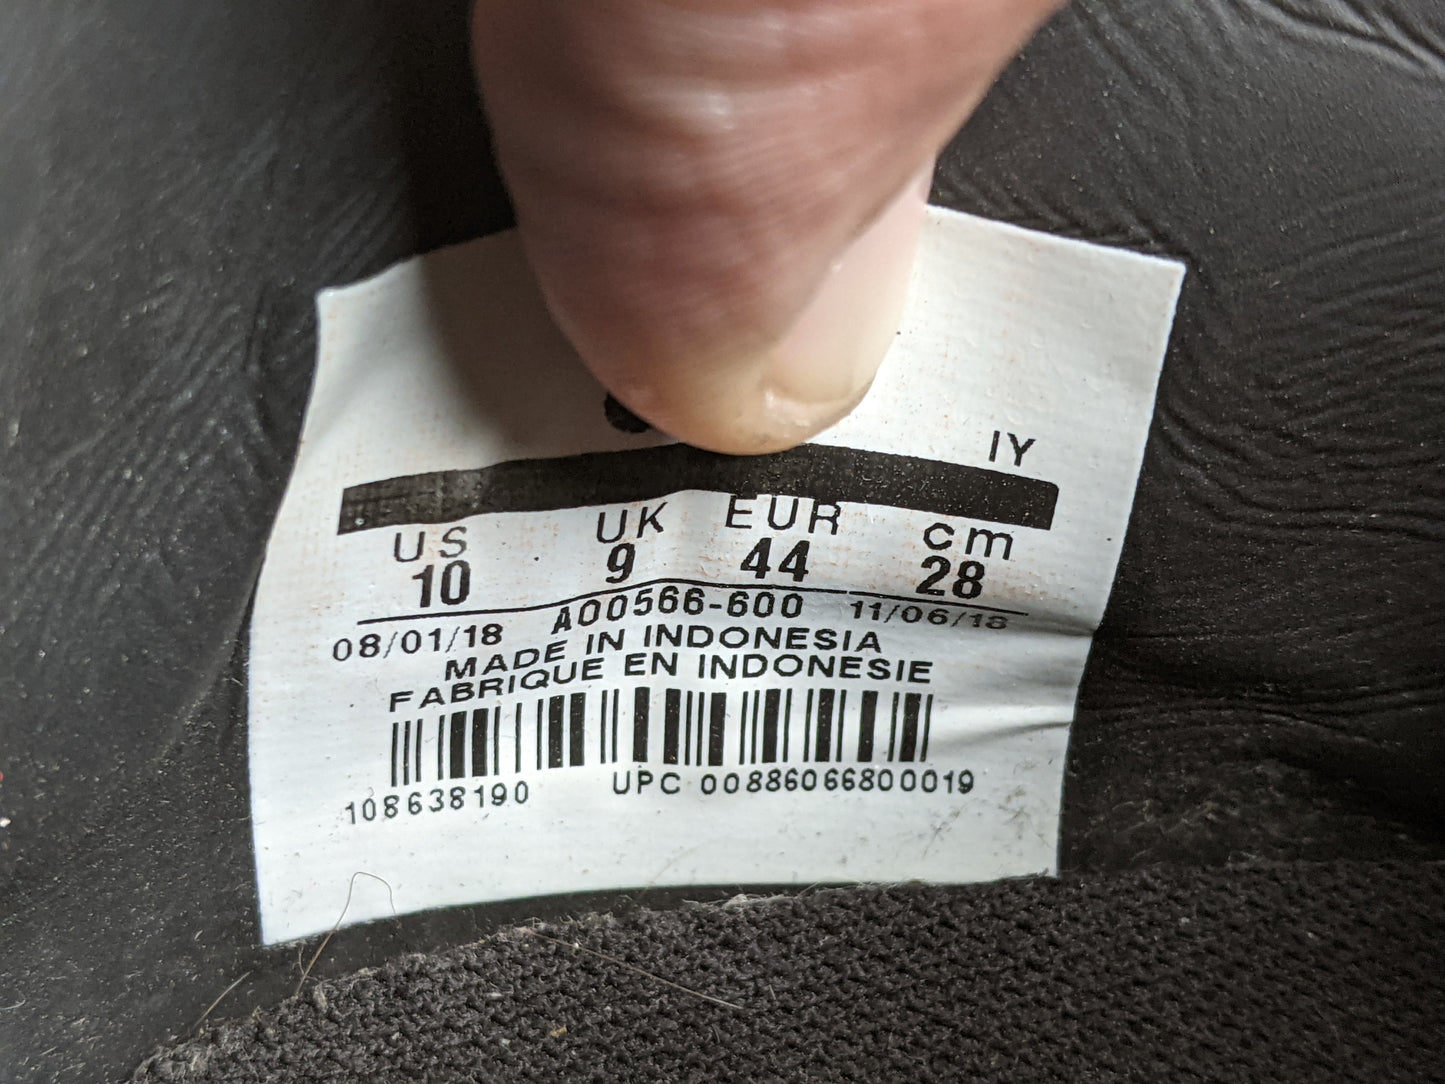 IY
US UK EUR cm
10 9 44 28
08/01/18 A00566-600 11/06/18
MADE IN INDONESIA
FABRIQUE EN INDONESIE
108638190 UPC 00886066800019